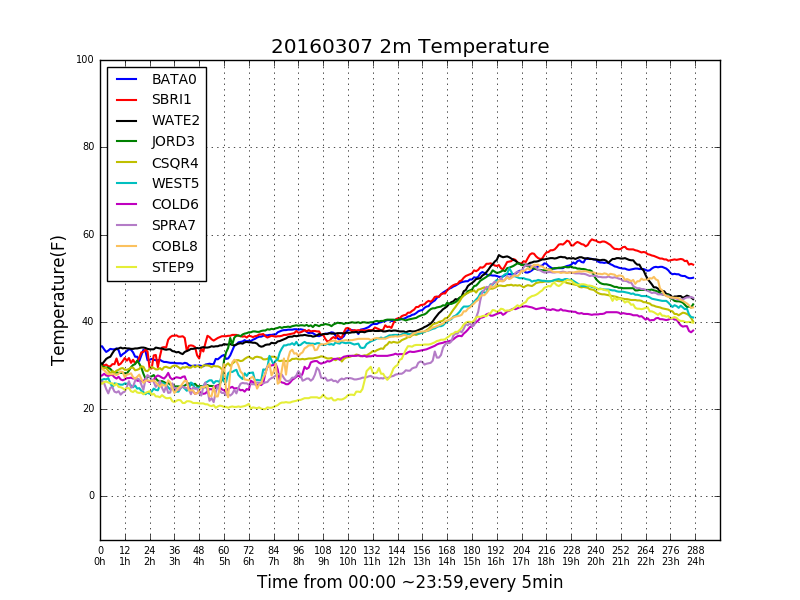 20160307 2m Temperature
100
80
60
40
20
0
Temperature(F)
BATA0
SBRI1
WATE2
JORD3
CSQR4
WEST5
COLD6
SPRA7
COBL8
STEP9
0 12 24 36 48 60 72 84 96 108 120 132 144 156 168 180 192 204 216 228 240 252 264 276 288
0h 1h 2h 3h 4h 5h 6h 7h 8h 9h 10h 11h 12h 13h 14h 15h 16h 17h 18h 19h 20h 21h 22h 23h 24h
Time from 00:00 ~23:59,every 5min